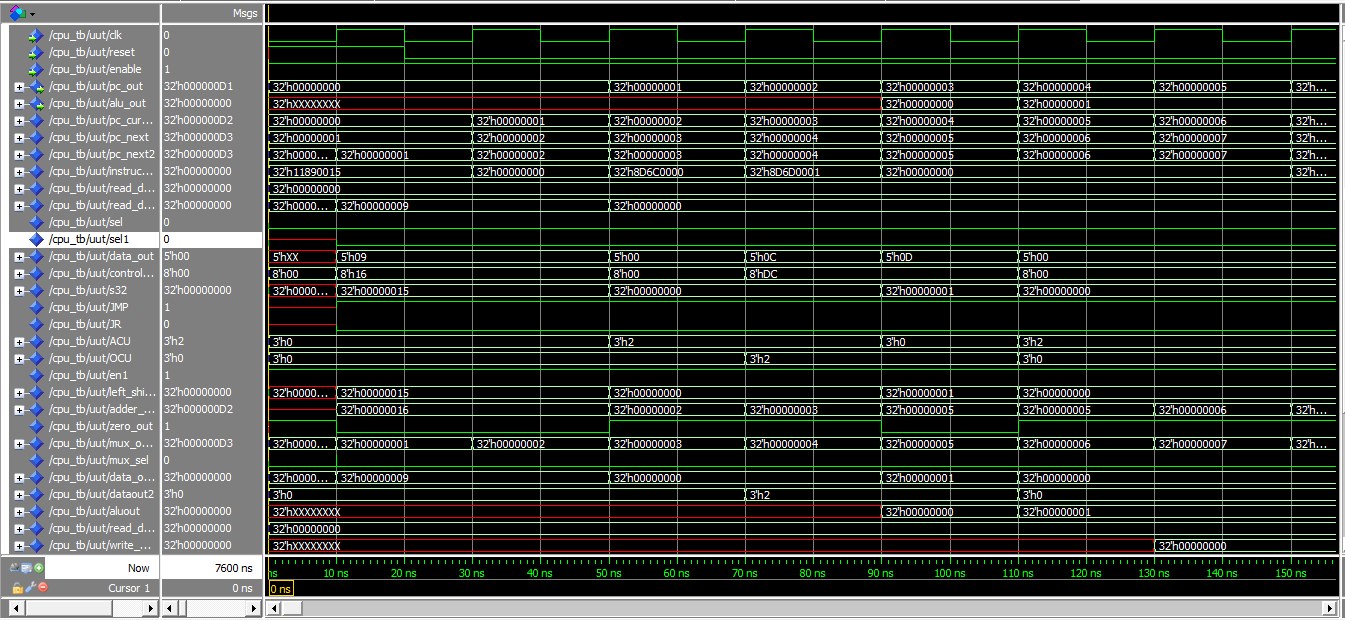 Msgs
/cpu_tb/uut/clk 0
/cpu_tb/uut/reset 0
/cpu_tb/uut/enable 1
/cpu_tb/uut/pc_out 32'h000000D1 32'h00000000 32'h00000001 32'h00000002 32'h00000003 32'h00000004 32'h00000005 32'h...
/cpu_tb/uut/alu_out 32'h00000000 32'hXXXXXXXX 32'h00000000 32'h00000001
/cpu_tb/uut/pc_cur... 32'h000000D2 32'h00000000 32'h00000001 32'h00000002 32'h00000003 32'h00000004 32'h00000005 32'h00000006 32'h...
/cpu_tb/uut/pc_next 32'h000000D3 32'h00000001 32'h00000002 32'h00000003 32'h00000004 32'h00000005 32'h00000006 32'h00000007 32'h...
/cpu_tb/uut/pc_next2 32'h000000D3 32'h0000... 32'h00000001 32'h00000002 32'h00000003 32'h00000004 32'h00000005 32'h00000006 32'h00000007 32'h...
/cpu_tb/uut/instruc... 32'h00000000 32'h11890015 32'h00000000 32'h8D6C0000 32'h8D6D0001 32'h00000000 32'h...
/cpu_tb/uut/read_d... 32'h00000000 32'h00000000
/cpu_tb/uut/read_d... 32'h00000000 32'h0000... 32'h00000009 32'h00000000
/cpu_tb/uut/sel 0
/cpu_tb/uut/sel1 0
/cpu_tb/uut/data_out 5'h00 5'hXX 5'h09 5'h00 5'h0C 5'h0D 5'h00
/cpu_tb/uut/control... 8'h00 8'h00 8'h16 8'h00 8'hDC 8'h00
/cpu_tb/uut/s32 32'h00000000 32'h0000... 32'h00000015 32'h00000000 32'h00000001 32'h00000000
/cpu_tb/uut/JMP 1
/cpu_tb/uut/JR 0
/cpu_tb/uut/ACU 3'h2 3'h0 3'h2 3'h0 3'h2
/cpu_tb/uut/OCU 3'h0 3'h0 3'h2 3'h0
/cpu_tb/uut/en1 1
/cpu_tb/uut/left_shi... 32'h00000000 32'h0000... 32'h00000015 32'h00000000 32'h00000001 32'h00000000
/cpu_tb/uut/adder_... 32'h000000D2 32'h00000016 32'h00000002 32'h00000003 32'h00000005 32'h00000005 32'h00000006 32'h...
/cpu_tb/uut/zero_out 1
/cpu_tb/uut/mux_o... 32'h000000D3 32'h0000... 32'h00000001 32'h00000002 32'h00000003 32'h00000004 32'h00000005 32'h00000006 32'h00000007 32'h...
/cpu_tb/uut/mux_sel 0
/cpu_tb/uut/data_o... 32'h00000000 32'h0000... 32'h00000009 32'h00000000 32'h00000001 32'h00000000
/cpu_tb/uut/dataout2 3'h0 3'h0 3'h2 3'h0
/cpu_tb/uut/aluout 32'h00000000 32'hXXXXXXXX 32'h00000000 32'h00000001
/cpu_tb/uut/read_d... 32'h00000000 32'h00000000
/cpu_tb/uut/write_... 32'h00000000 32'hXXXXXXXX 32'h00000000
Now 7600 ns ns 10 ns 20 ns 30 ns 40 ns 50 ns 60 ns 70 ns 80 ns 90 ns 100 ns 110 ns 120 ns 130 ns 140 ns 150 ns
Cursor 1 0 ns 0 ns